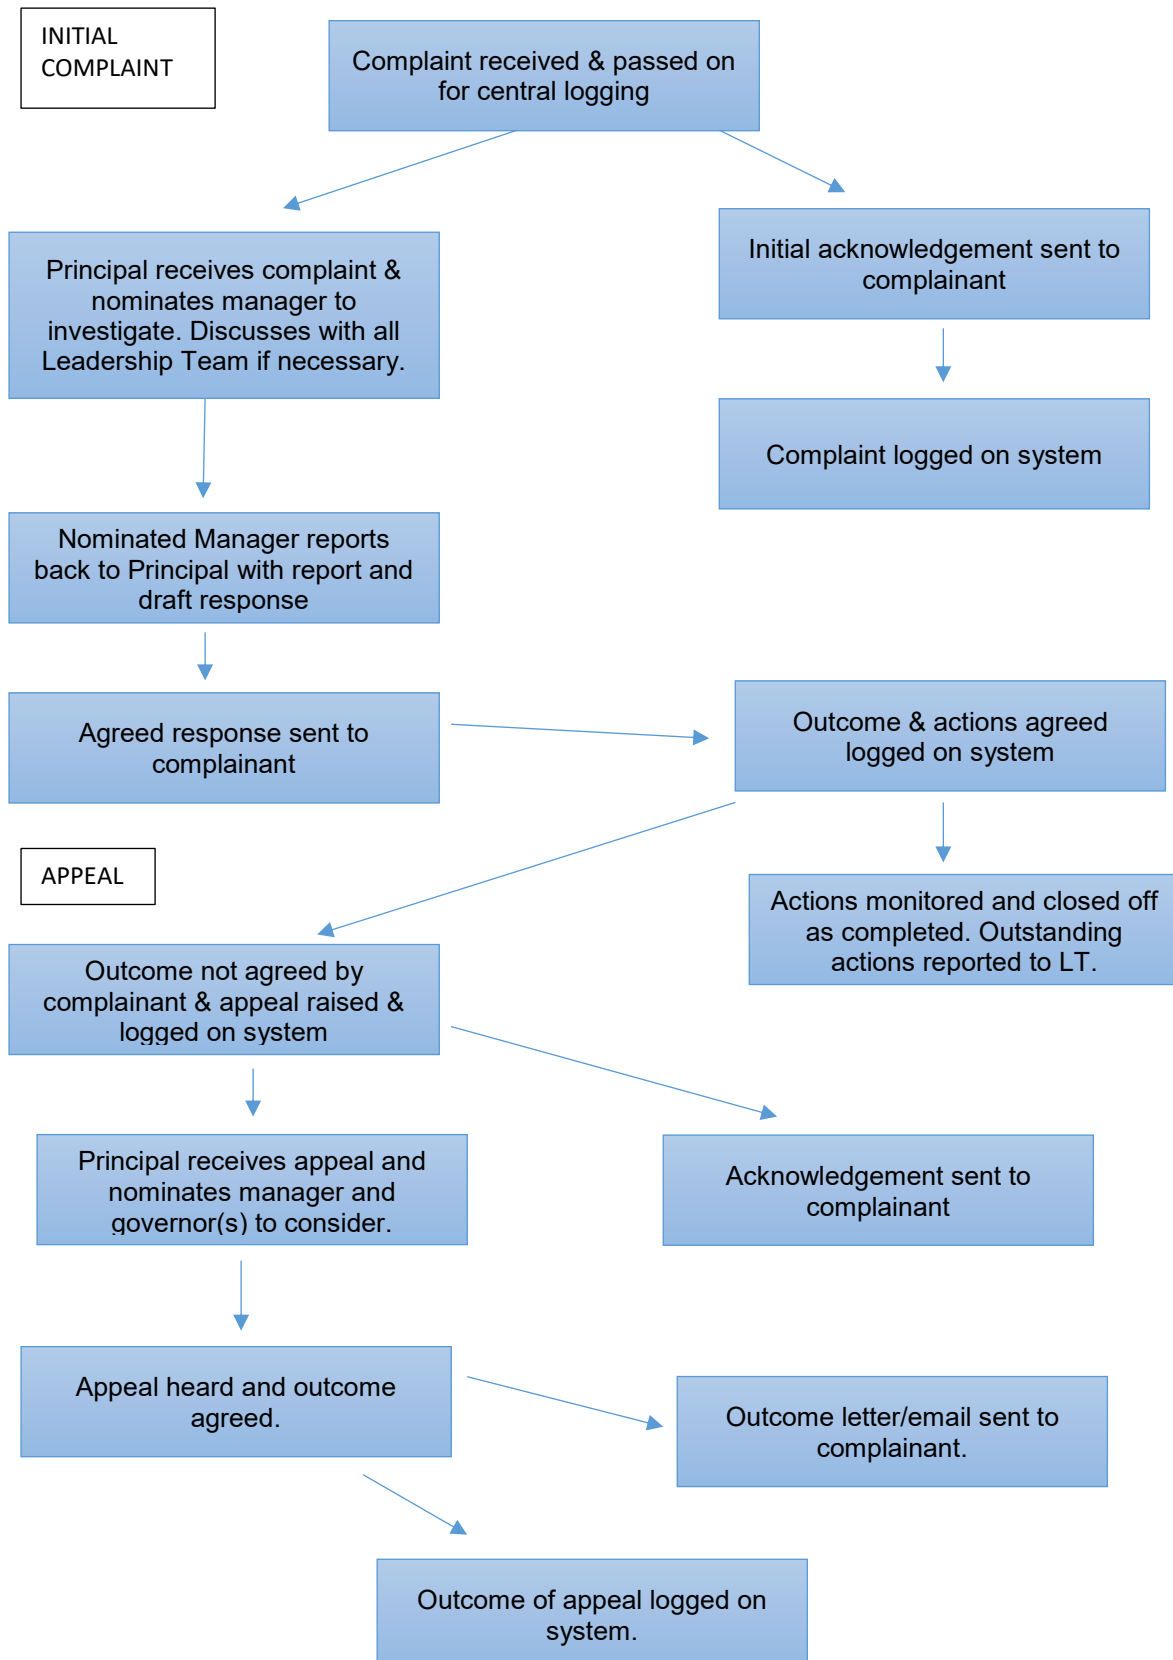 INITIAL
COMPLAINT
Complaint received & passed on
for central logging
Principal receives complaint &
nominates manager to
investigate. Discusses with all
Leadership Team if necessary.
Initial acknowledgement sent to
complainant
Complaint logged on system
Nominated Manager reports
back to Principal with report and
draft response
Agreed response sent to
complainant
Outcome & actions agreed
logged on system
Actions monitored and closed off
as completed. Outstanding
actions reported to LT.
APPEAL
Outcome not agreed by
complainant & appeal raised &
logged on system
Principal receives appeal and
nominates manager and
governor(s) to consider.
Acknowledgement sent to
complainant
Appeal heard and outcome
agreed.
Outcome letter/email sent to
complainant.
Outcome of appeal logged on
system.